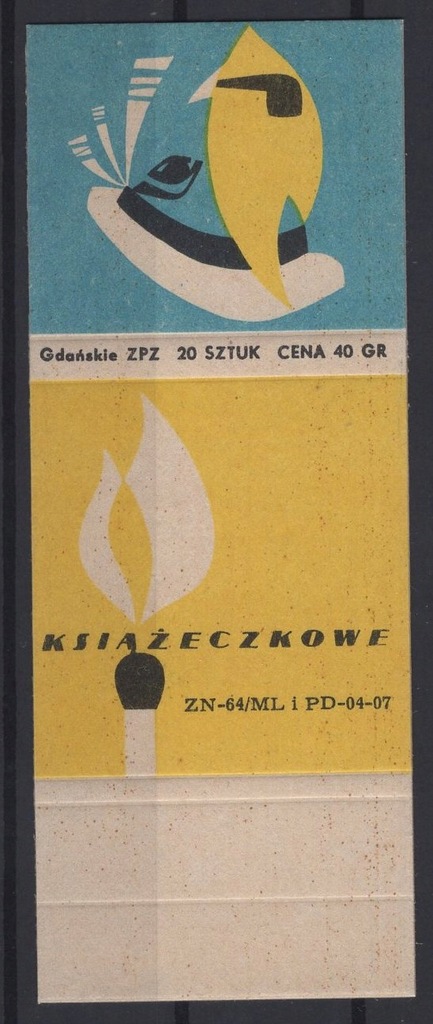 Gdańskie ZPZ 20 SZTUK CENA 40 GR
KSIĄŻECZKOWE
ZN-64/ML i PD-04-07